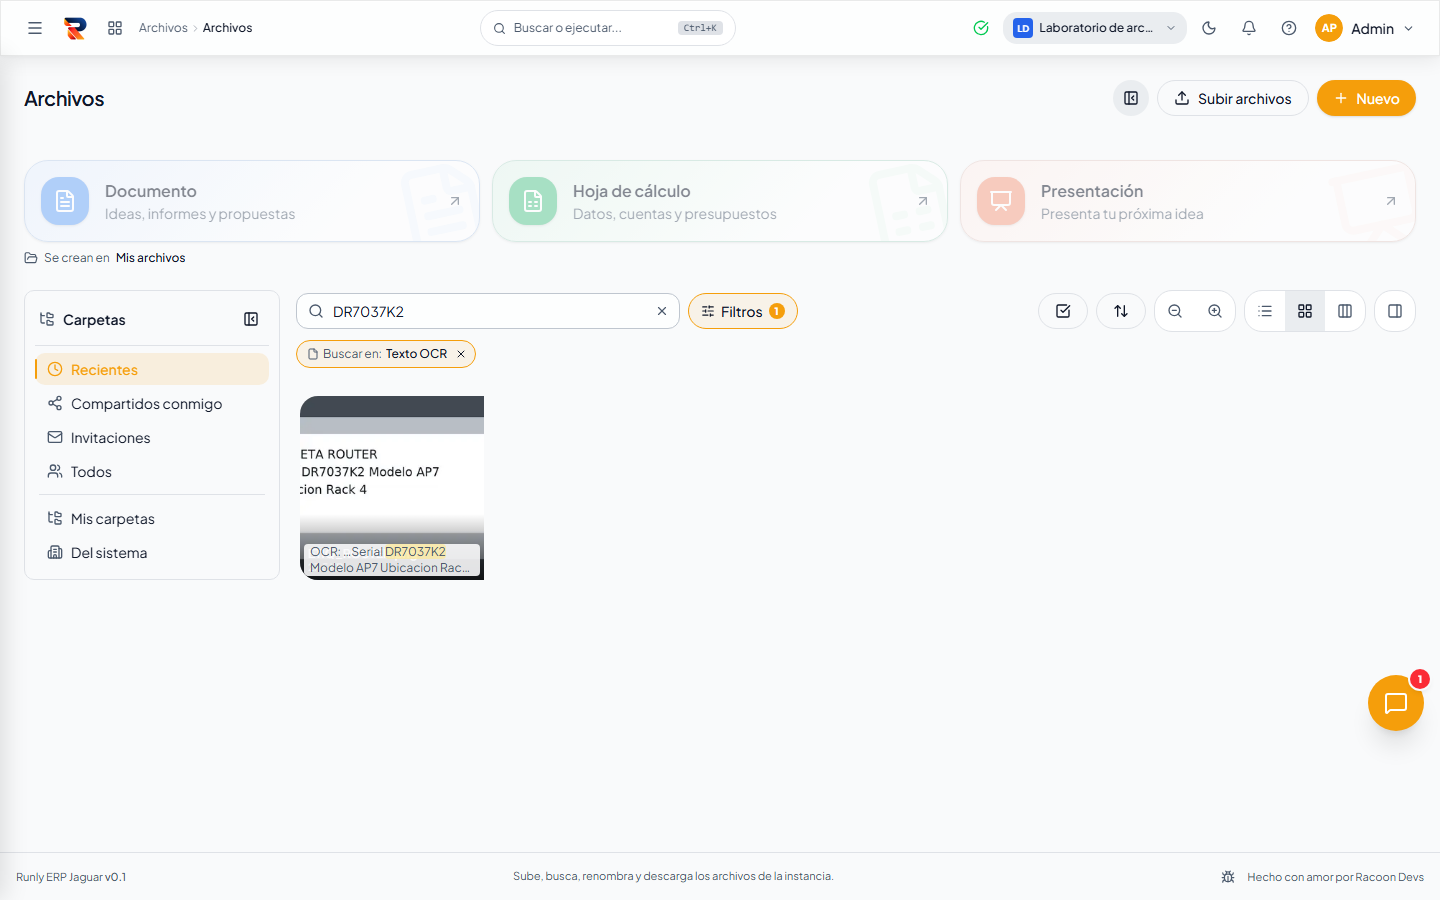 Archivos
Archivos
Buscar o ejecutar...
Ctrl+K
LD
Laboratorio de arc...
AP
Admin
Archivos
Subir archivos
Nuevo
Documento
Ideas, informes y propuestas
Hoja de cálculo
Datos, cuentas y presupuestos
Presentación
Presenta tu próxima idea
Se crean en Mis archivos
Carpetas
Recientes
Compartidos conmigo
Invitaciones
Todos
Mis carpetas
Del sistema
DR7037K2
Filtros 1
Buscar en: Texto OCR
ETA ROUTER
DR7037K2 Modelo AP7
cion Rack 4
OCR: ...Serial DR7037K2
Modelo AP7 Ubicacion Rac...
1
Runly ERP Jaguar v0.1
Sube, busca, renombra y descarga los archivos de la instancia.
Hecho con amor por Racoon Devs